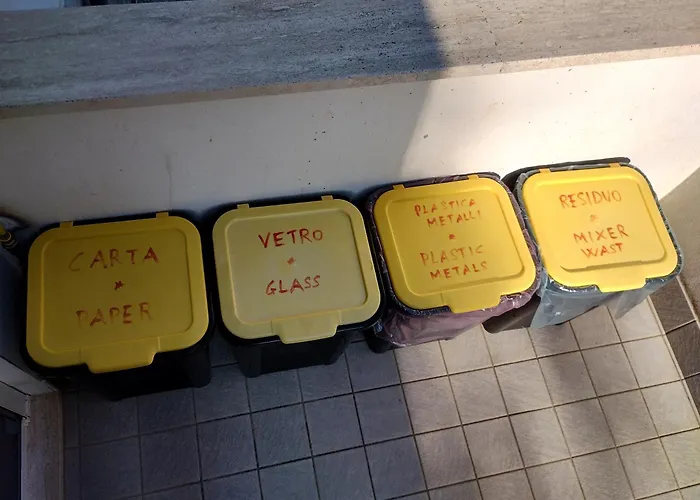 CARTA
*
PAPER
VETRO
*
GLASS
PLASTICA
METALLI
*
PLASTIC
METALS
RESIDUO
*
MIXER
WAST